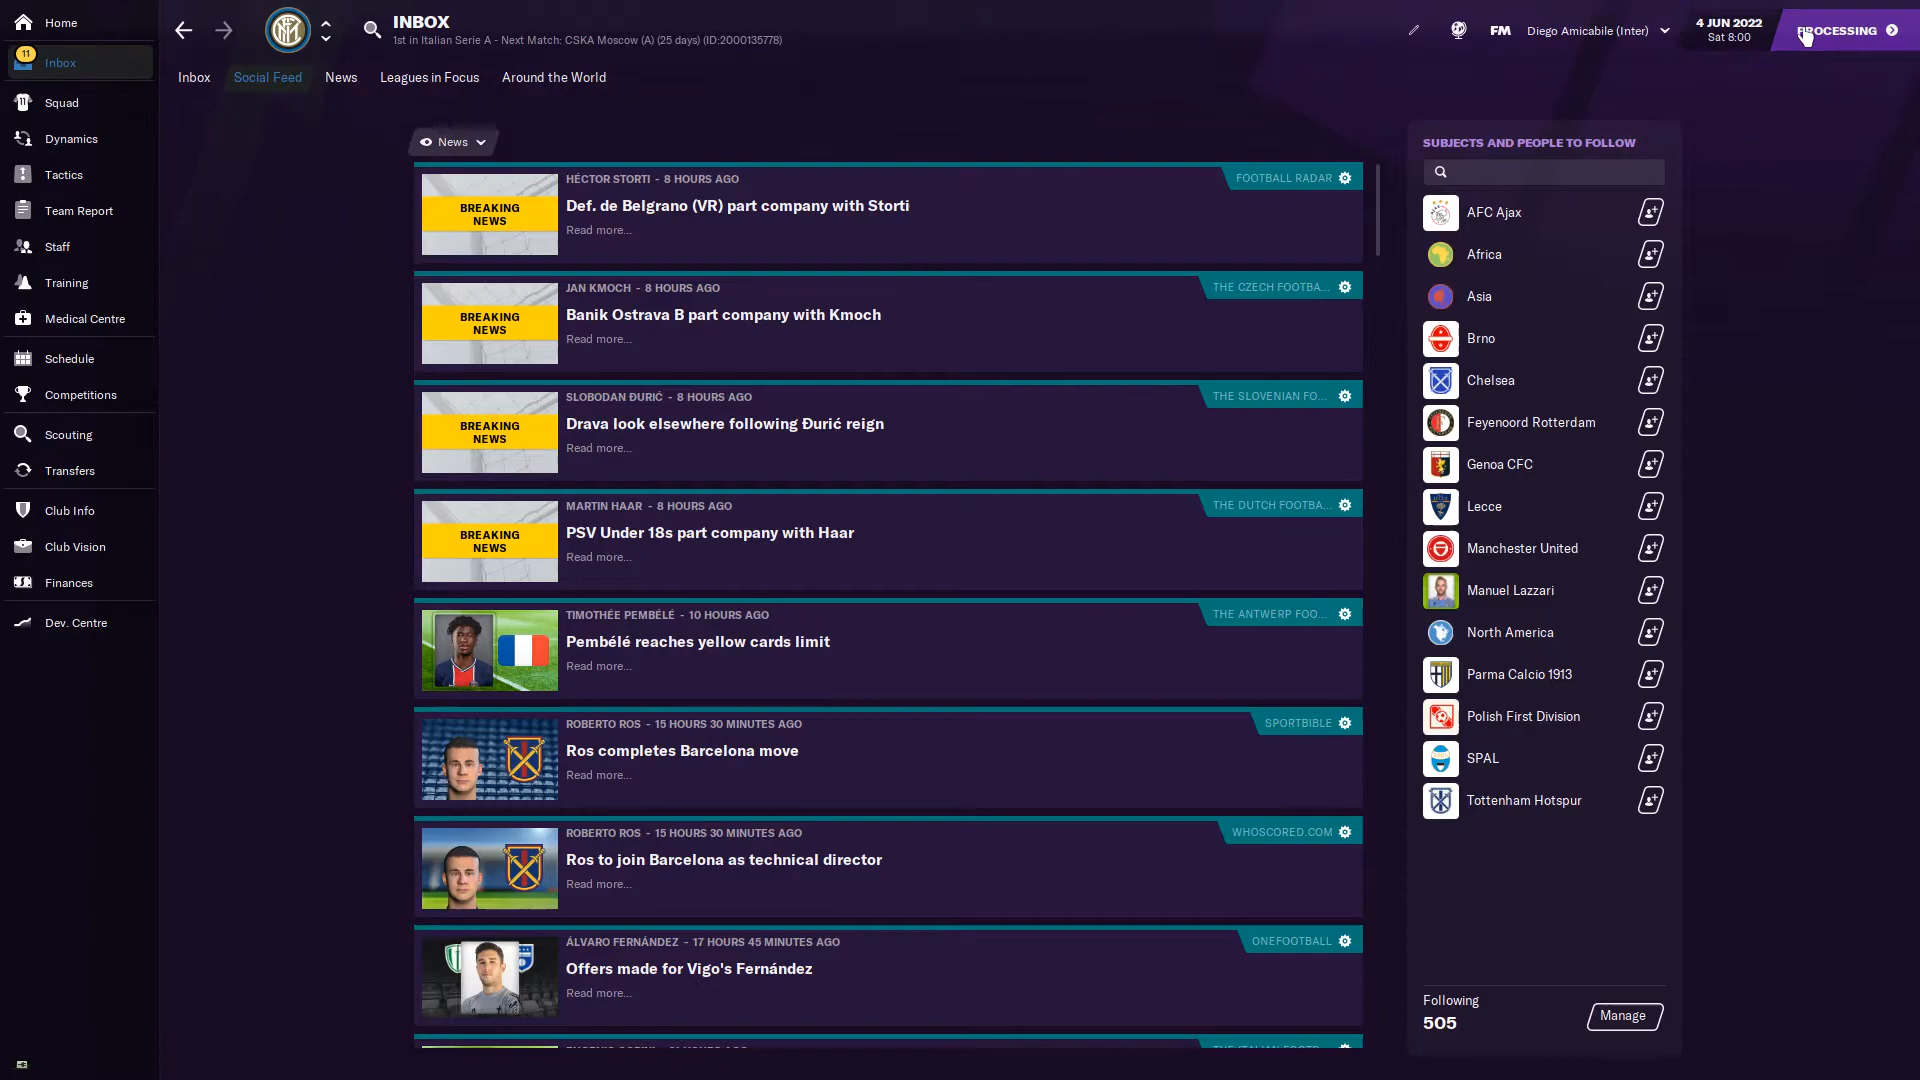 Home
11
Inbox
Squad
Dynamics
Tactics
Team Report
Staff
Training
Medical Centre
Schedule
Competitions
Scouting
Transfers
Club Info
Club Vision
Finances
Dev. Centre
INBOX
1st in Italian Serie A - Next Match: CSKA Moscow (A) (25 days) (ID:2000135778)
FM
Diego Amicabile (Inter)
4 JUN 2022
Sat 8:00
PROCESSING
Inbox Social Feed News Leagues in Focus Around the World
News
BREAKING NEWS
HÉCTOR STORTI - 8 HOURS AGO
FOOTBALL RADAR
Def. de Belgrano (VR) part company with Storti
Read more...
BREAKING NEWS
JAN KMOCH - 8 HOURS AGO
THE CZECH FOOTBA...
Banik Ostrava B part company with Kmoch
Read more...
BREAKING NEWS
SLOBODAN ĐURIĆ - 8 HOURS AGO
THE SLOVENIAN FO...
Drava look elsewhere following Đurić reign
Read more...
BREAKING NEWS
MARTIN HAAR - 8 HOURS AGO
THE DUTCH FOOTBA...
PSV Under 18s part company with Haar
Read more...
TIMOTHÉE PEMBÉLÉ - 10 HOURS AGO
THE ANTWERP FOO...
Pembélé reaches yellow cards limit
Read more...
ROBERTO ROS - 15 HOURS 30 MINUTES AGO
SPORTBIBLE
Ros completes Barcelona move
Read more...
ROBERTO ROS - 15 HOURS 30 MINUTES AGO
WHOSCORED.COM
Ros to join Barcelona as technical director
Read more...
ÁLVARO FERNÁNDEZ - 17 HOURS 45 MINUTES AGO
ONEFOOTBALL
Offers made for Vigo's Fernández
Read more...
SUBJECTS AND PEOPLE TO FOLLOW
AFC Ajax
Africa
Asia
Brno
Chelsea
Feyenoord Rotterdam
Genoa CFC
Lecce
Manchester United
Manuel Lazzari
North America
Parma Calcio 1913
Polish First Division
SPAL
Tottenham Hotspur
Following
505
Manage